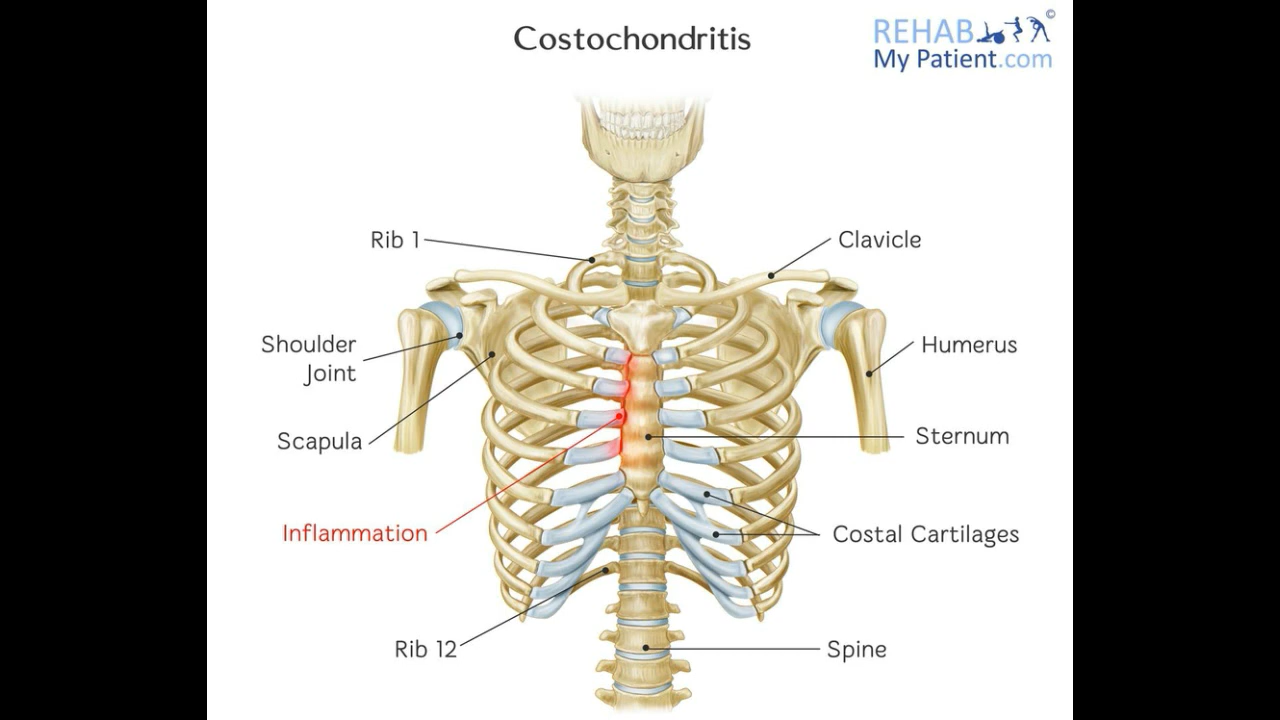 Costochondritis
REHAB ©
My Patient.com
Rib 1
Clavicle
Shoulder
Joint
Humerus
Scapula
Sternum
Inflammation
Costal Cartilages
Rib 12
Spine